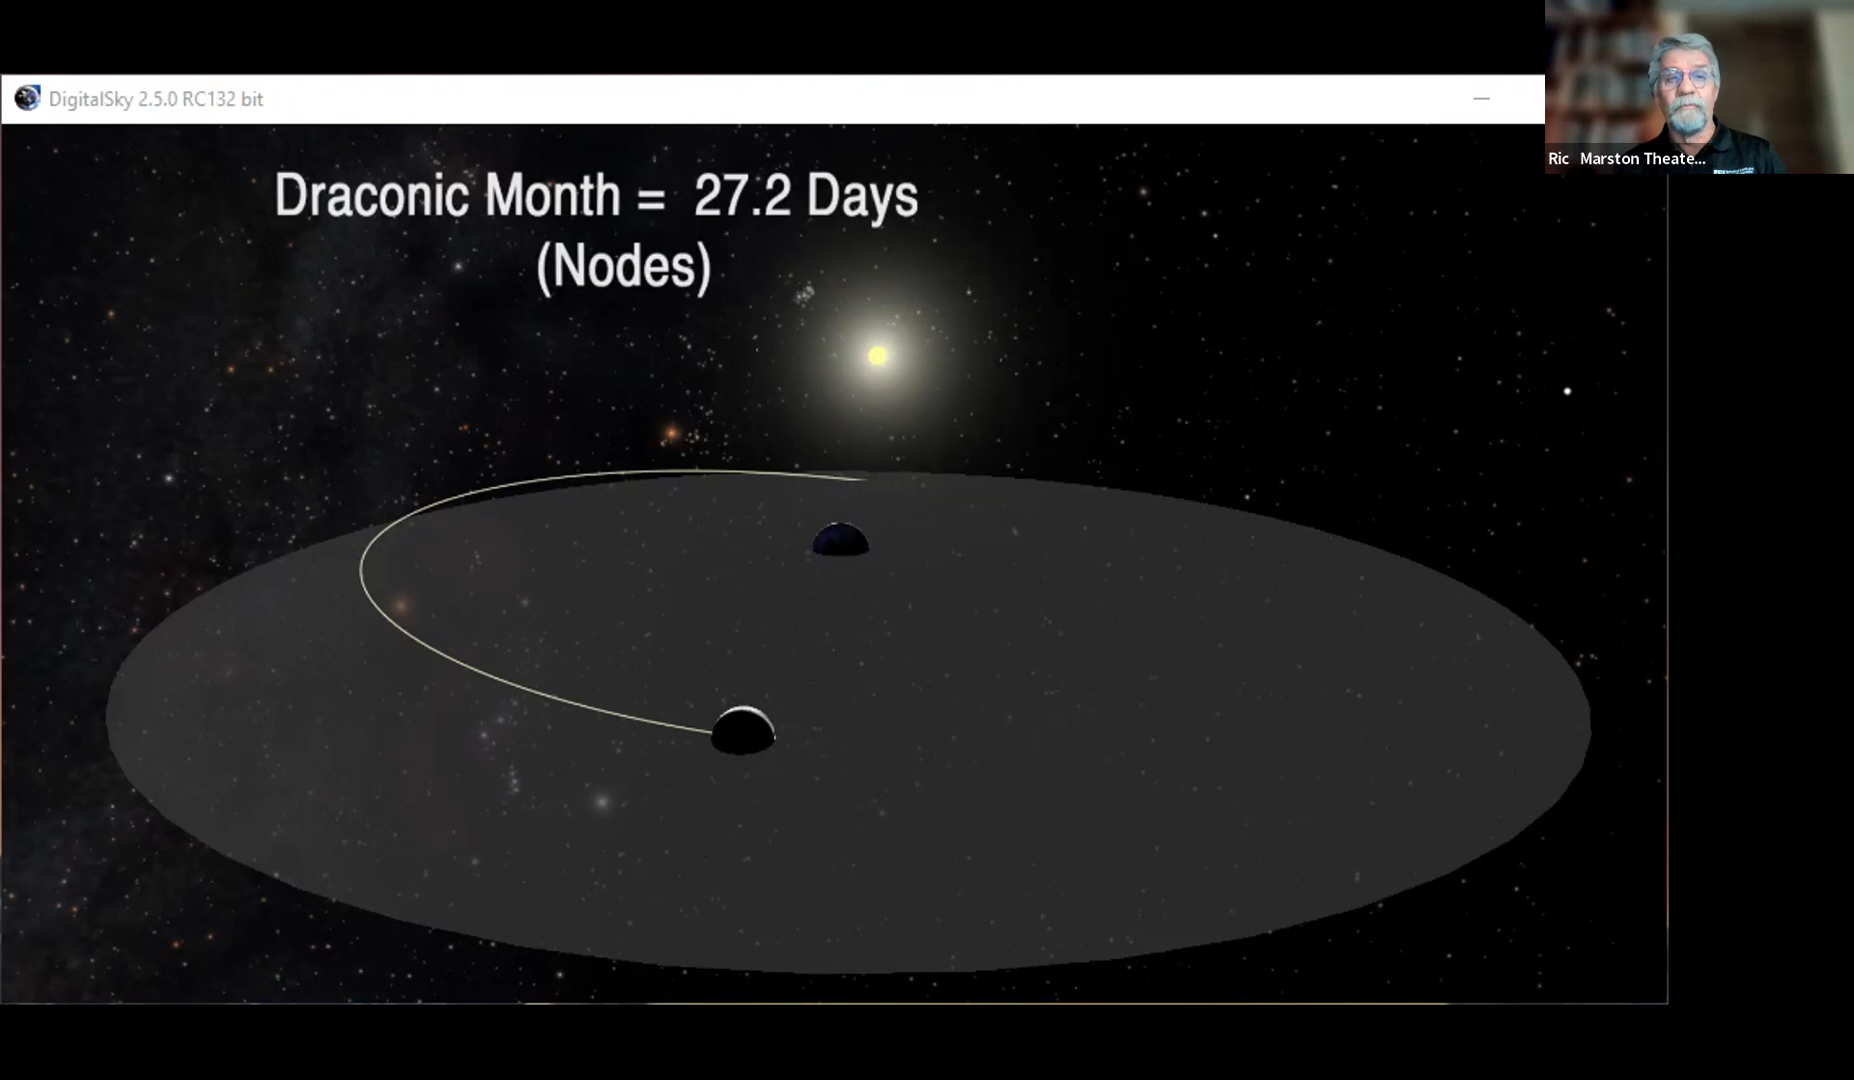 DigitalSky 2.5.0 RC132 bit
Draconic Month = 27.2 Days
(Nodes)
Ric Marston Theate...